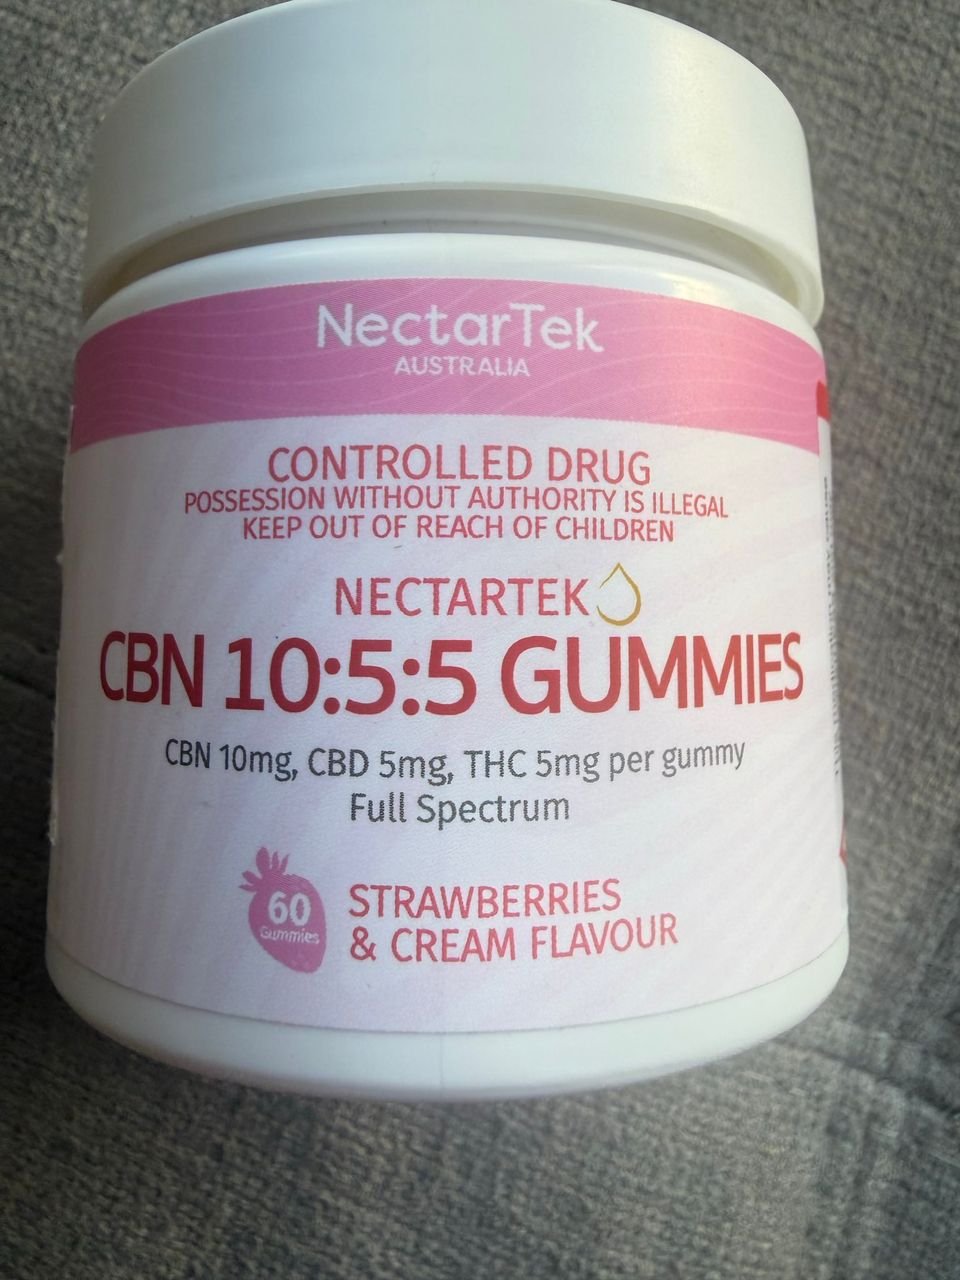 NectarTek
AUSTRALIA
CONTROLLED DRUG
POSSESSION WITHOUT AUTHORITY IS ILLEGAL
KEEP OUT OF REACH OF CHILDREN
NECTARTEK
CBN 10:5:5 GUMMIES
CBN 10mg, CBD 5mg, THC 5mg per gummy
Full Spectrum
60
Gummies
STRAWBERRIES
& CREAM FLAVOUR